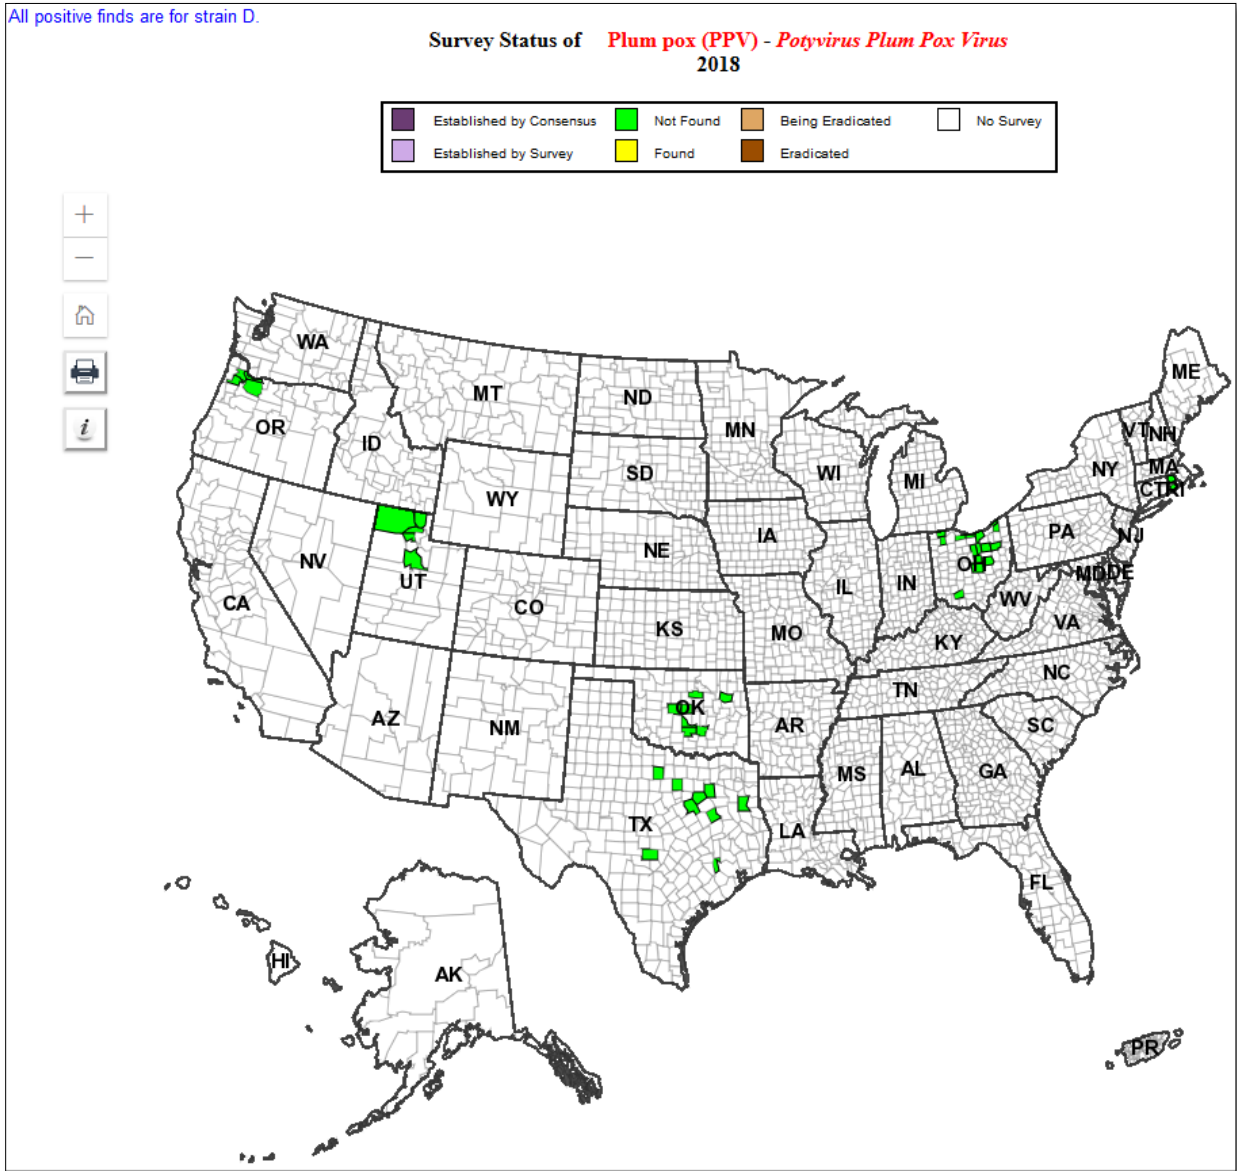 All positive finds are for strain D.
Survey Status of Plum pox (PPV) - Potyvirus Plum Pox Virus
2018
Established by Consensus Not Found Being Eradicated No Survey
Established by Survey Found Eradicated
+
−
i
WA
MT
ND
MN
ME
OR
ID
SD
WI
MI
VT NH
NY
MA
WY
CT RI
IA
PA
NJ
NE
NV
UT
IL
IN
OH
MD DE
WV
CA
CO
KS
MO
VA
KY
NC
TN
AZ
NM
OK
AR
SC
MS
AL
GA
TX
LA
FL
HI
AK
PR